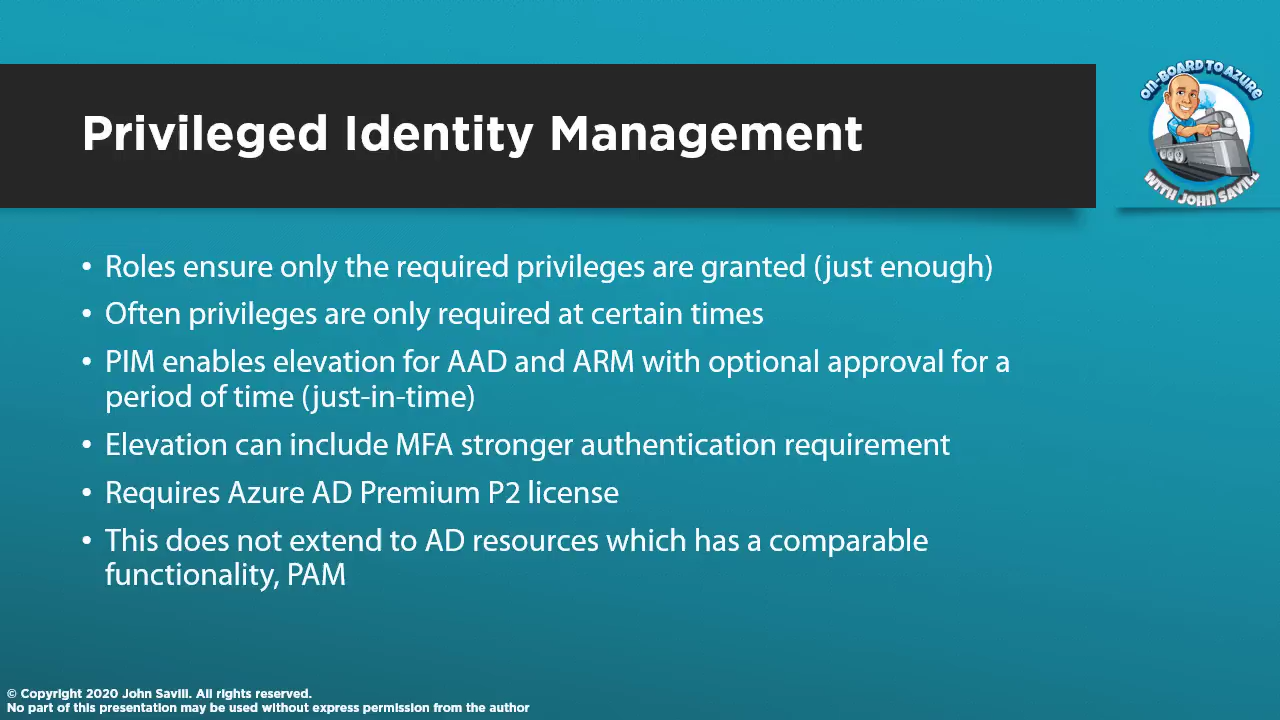 Privileged Identity Management
ON-BOARD TO AZURE
WITH JOHN SAVILL
• Roles ensure only the required privileges are granted (just enough)
• Often privileges are only required at certain times
• PIM enables elevation for AAD and ARM with optional approval for a
period of time (just-in-time)
• Elevation can include MFA stronger authentication requirement
• Requires Azure AD Premium P2 license
• This does not extend to AD resources which has a comparable
functionality, PAM
© Copyright 2020 John Savill. All rights reserved.
No part of this presentation may be used without express permission from the author